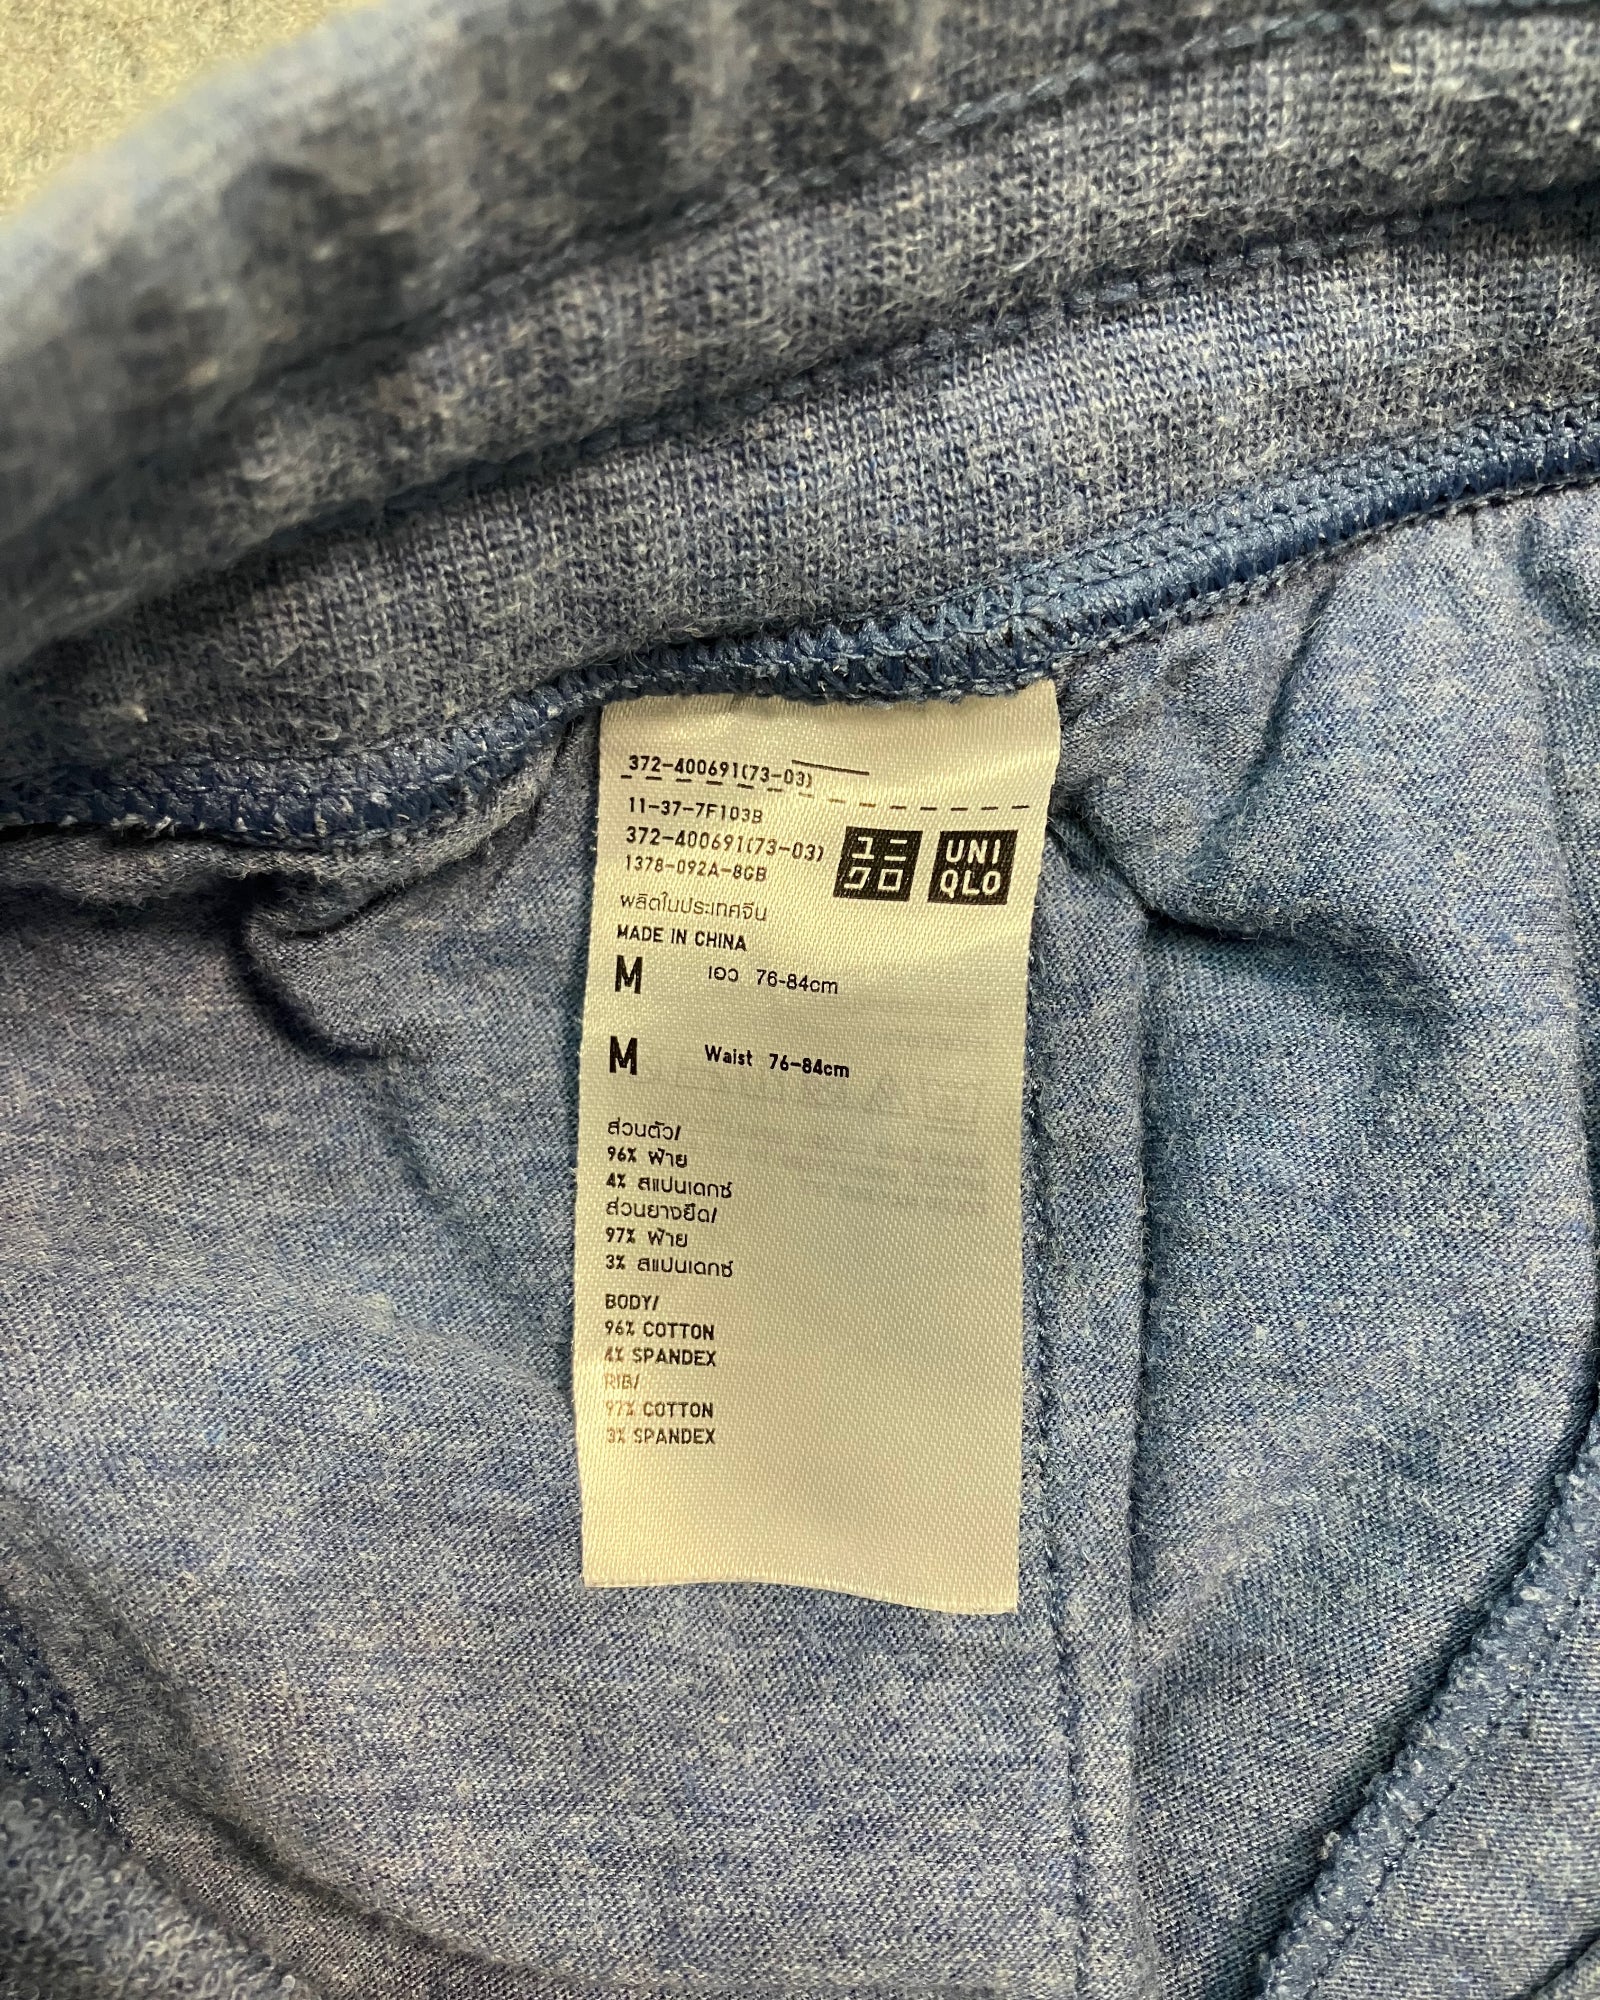 372-400691(73-03)
11-37-7F103B
372-400691(73-03)
1378-092A-8GB
ユニ
クロ
UNI
QLO
ผลิตในประเทศจีน
MADE IN CHINA
M เอว 76-84cm
M Waist 76-84cm
ส่วนตัว/
96% ฝ้าย
4% สแปนเดกซ์
ส่วนยางยืด/
97% ฝ้าย
3% สแปนเดกซ์
BODY/
96% COTTON
4% SPANDEX
RIB/
97% COTTON
3% SPANDEX